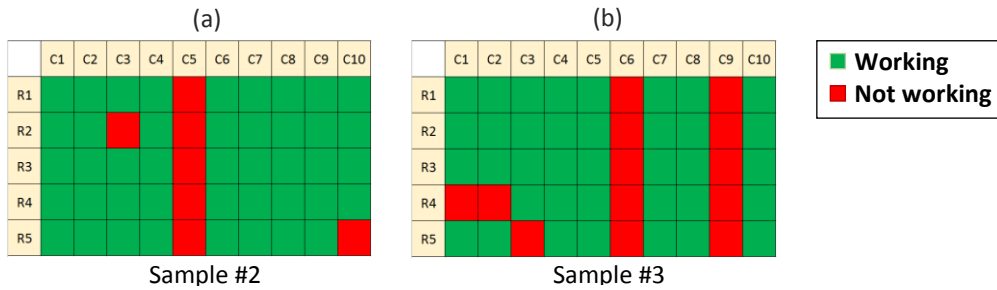 (a)
(b)
C1 C2 C3 C4 C5 C6 C7 C8 C9 C10
R1
R2
R3
R4
R5
Sample #2
C1 C2 C3 C4 C5 C6 C7 C8 C9 C10
R1
R2
R3
R4
R5
Sample #3
Working
Not working